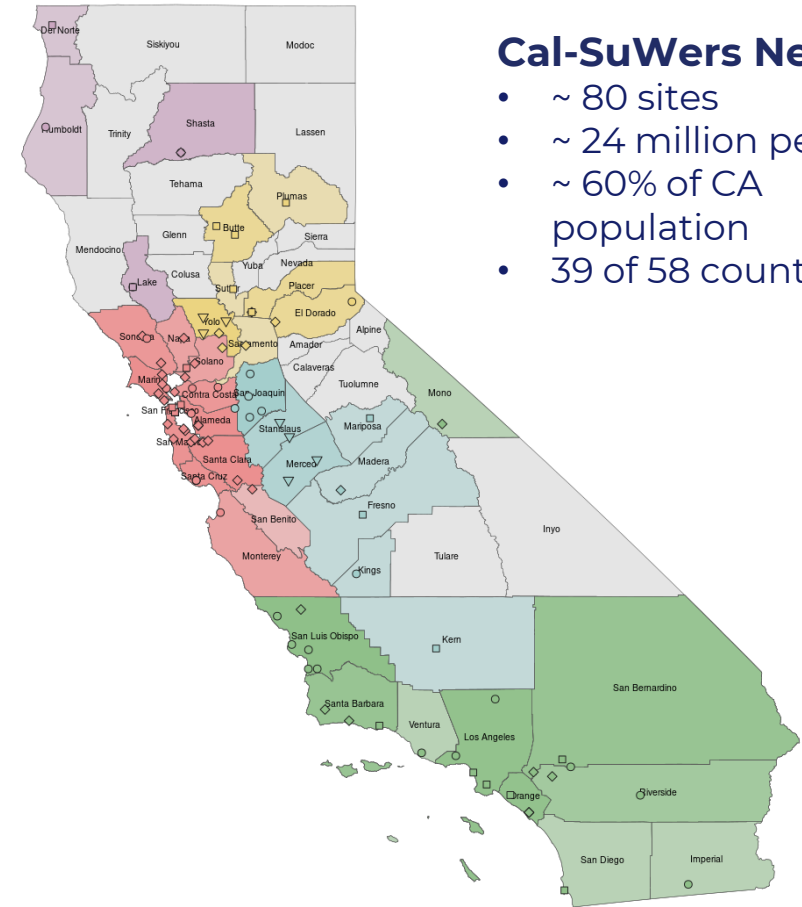 Cal-SuWers Ne
• ~ 80 sites
• ~ 24 million pe
• ~ 60% of CA
population
• 39 of 58 count
Del Norte
Siskiyou
Modoc
Humboldt
Trinity
Shasta
Lassen
Tehama
Plumas
Butte
Glenn
Sierra
Mendocino
Nevada
Yuba
Colusa
Lake
Sutter
Placer
El Dorado
Yolo
Alpine
Sonoma
Napa
Sacramento
Amador
Solano
Calaveras
Marin
Contra Costa
San Joaquin
Tuolumne
Mono
San Francisco
Alameda
Stanislaus
Mariposa
San Mateo
Santa Clara
Merced
Madera
Santa Cruz
Fresno
San Benito
Inyo
Monterey
Tulare
Kings
San Luis Obispo
Kern
San Bernardino
Santa Barbara
Ventura
Los Angeles
Orange
Riverside
San Diego
Imperial